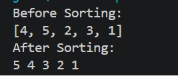 Before Sorting:
[4, 5, 2, 3, 1]
After Sorting:
5 4 3 2 1